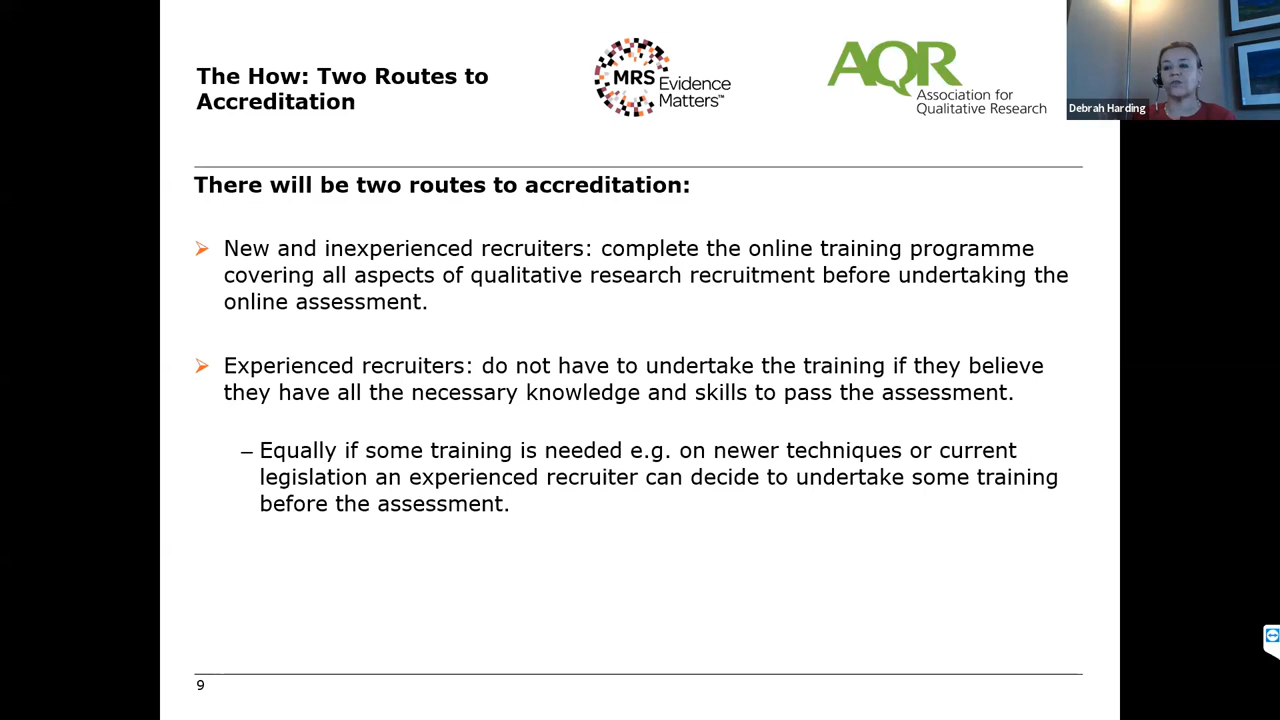 The How: Two Routes to
Accreditation
MRS Evidence
Matters™
AQR
Association for
Qualitative Research
Debrah Harding
There will be two routes to accreditation:
New and inexperienced recruiters: complete the online training programme
covering all aspects of qualitative research recruitment before undertaking the
online assessment.
Experienced recruiters: do not have to undertake the training if they believe
they have all the necessary knowledge and skills to pass the assessment.
– Equally if some training is needed e.g. on newer techniques or current
legislation an experienced recruiter can decide to undertake some training
before the assessment.
9